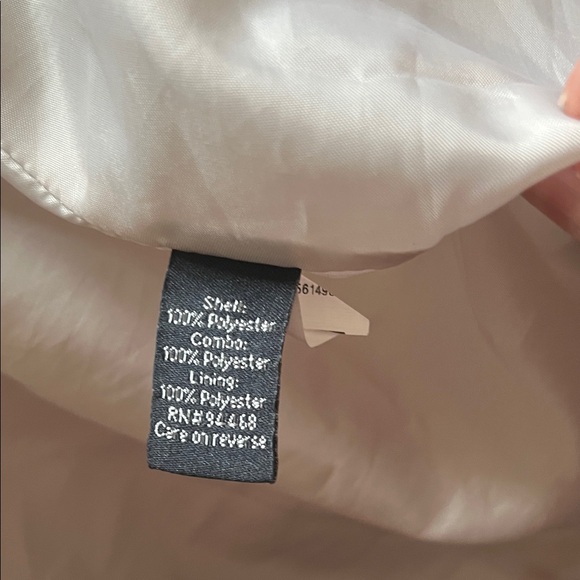 Shell:
100% Polyester
Combo:
100% Polyester
Lining:
100% Polyester
RN# 94468
Care on reverse